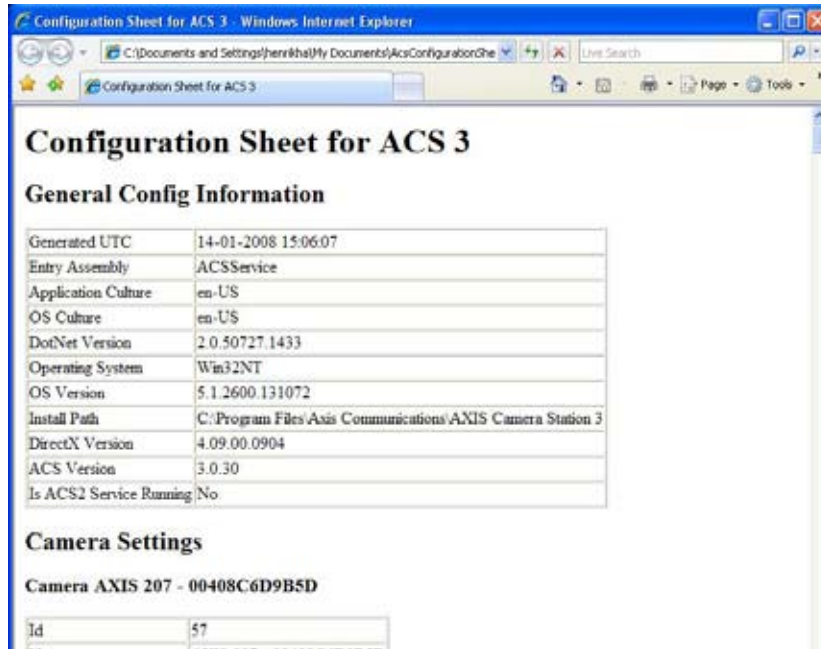 Configuration Sheet for ACS 3 - Windows Internet Explorer
C:\Documents and Settings\henrikha\My Documents\AcsConfigurationShe
Live Search
Configuration Sheet for ACS 3
Page
Tools
Configuration Sheet for ACS 3
General Config Information
Generated UTC 14-01-2008 15:06:07
Entry Assembly ACSService
Application Culture en-US
OS Culture en-US
DotNet Version 2.0.50727.1433
Operating System Win32NT
OS Version 5.1.2600.131072
Install Path C:\Program Files\Axis Communications\AXIS Camera Station 3
DirectX Version 4.09.00.0904
ACS Version 3.0.30
Is ACS2 Service Running No
Camera Settings
Camera AXIS 207 - 00408C6D9B5D
Id 57